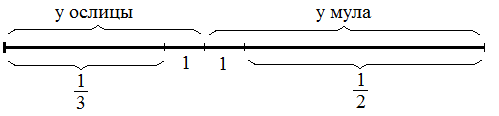 у ослицы у мула
1/3 1 1 1/2